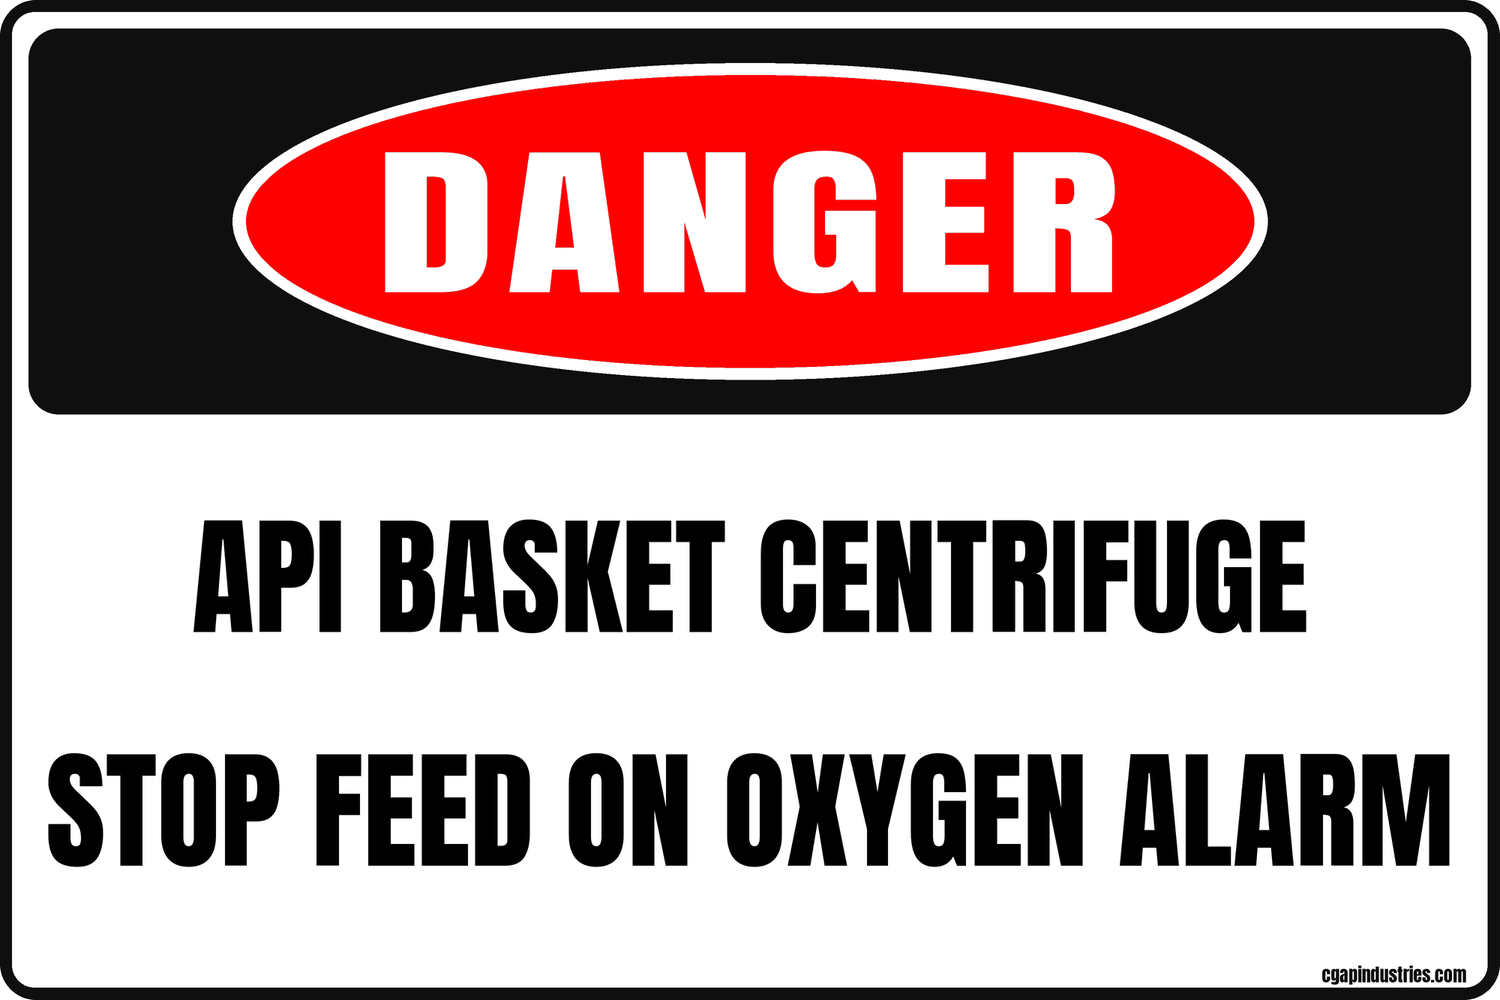 DANGER
API BASKET CENTRIFUGE
STOP FEED ON OXYGEN ALARM
cgapindustries.com